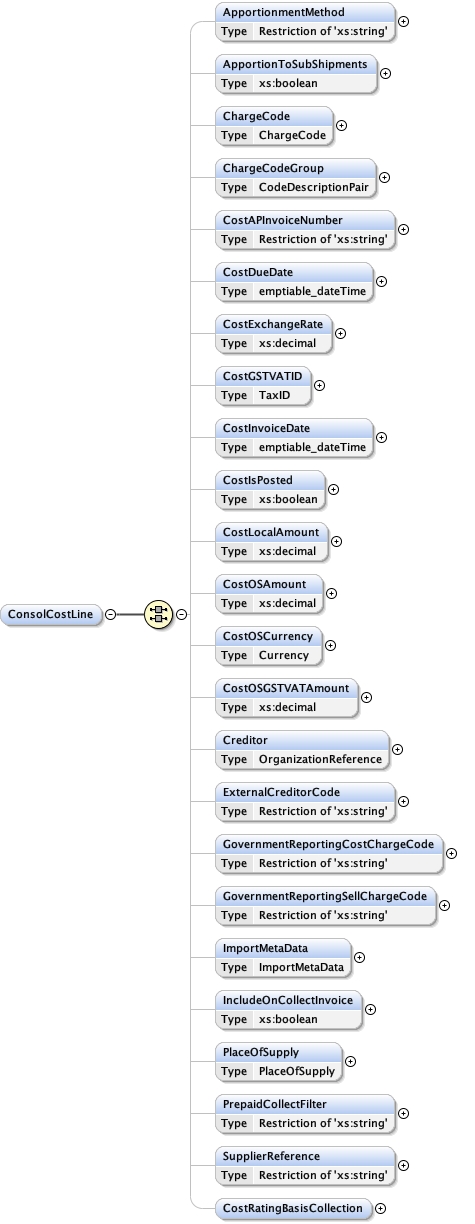 ApportionmentMethod
Type Restriction of 'xs:string'
ApportionToSubShipments
Type xs:boolean
ChargeCode
Type ChargeCode
ChargeCodeGroup
Type CodeDescriptionPair
CostAPInvoiceNumber
Type Restriction of 'xs:string'
CostDueDate
Type emptiable_dateTime
CostExchangeRate
Type xs:decimal
CostGSTVATID
Type TaxID
CostInvoiceDate
Type emptiable_dateTime
CostIsPosted
Type xs:boolean
CostLocalAmount
Type xs:decimal
CostOSAmount
Type xs:decimal
ConsolCostLine
CostOSCurrency
Type Currency
CostOSGSTVATAmount
Type xs:decimal
Creditor
Type OrganizationReference
ExternalCreditorCode
Type Restriction of 'xs:string'
GovernmentReportingCostChargeCode
Type Restriction of 'xs:string'
GovernmentReportingSellChargeCode
Type Restriction of 'xs:string'
ImportMetaData
Type ImportMetaData
IncludeOnCollectInvoice
Type xs:boolean
PlaceOfSupply
Type PlaceOfSupply
PrepaidCollectFilter
Type Restriction of 'xs:string'
SupplierReference
Type Restriction of 'xs:string'
CostRatingBasisCollection